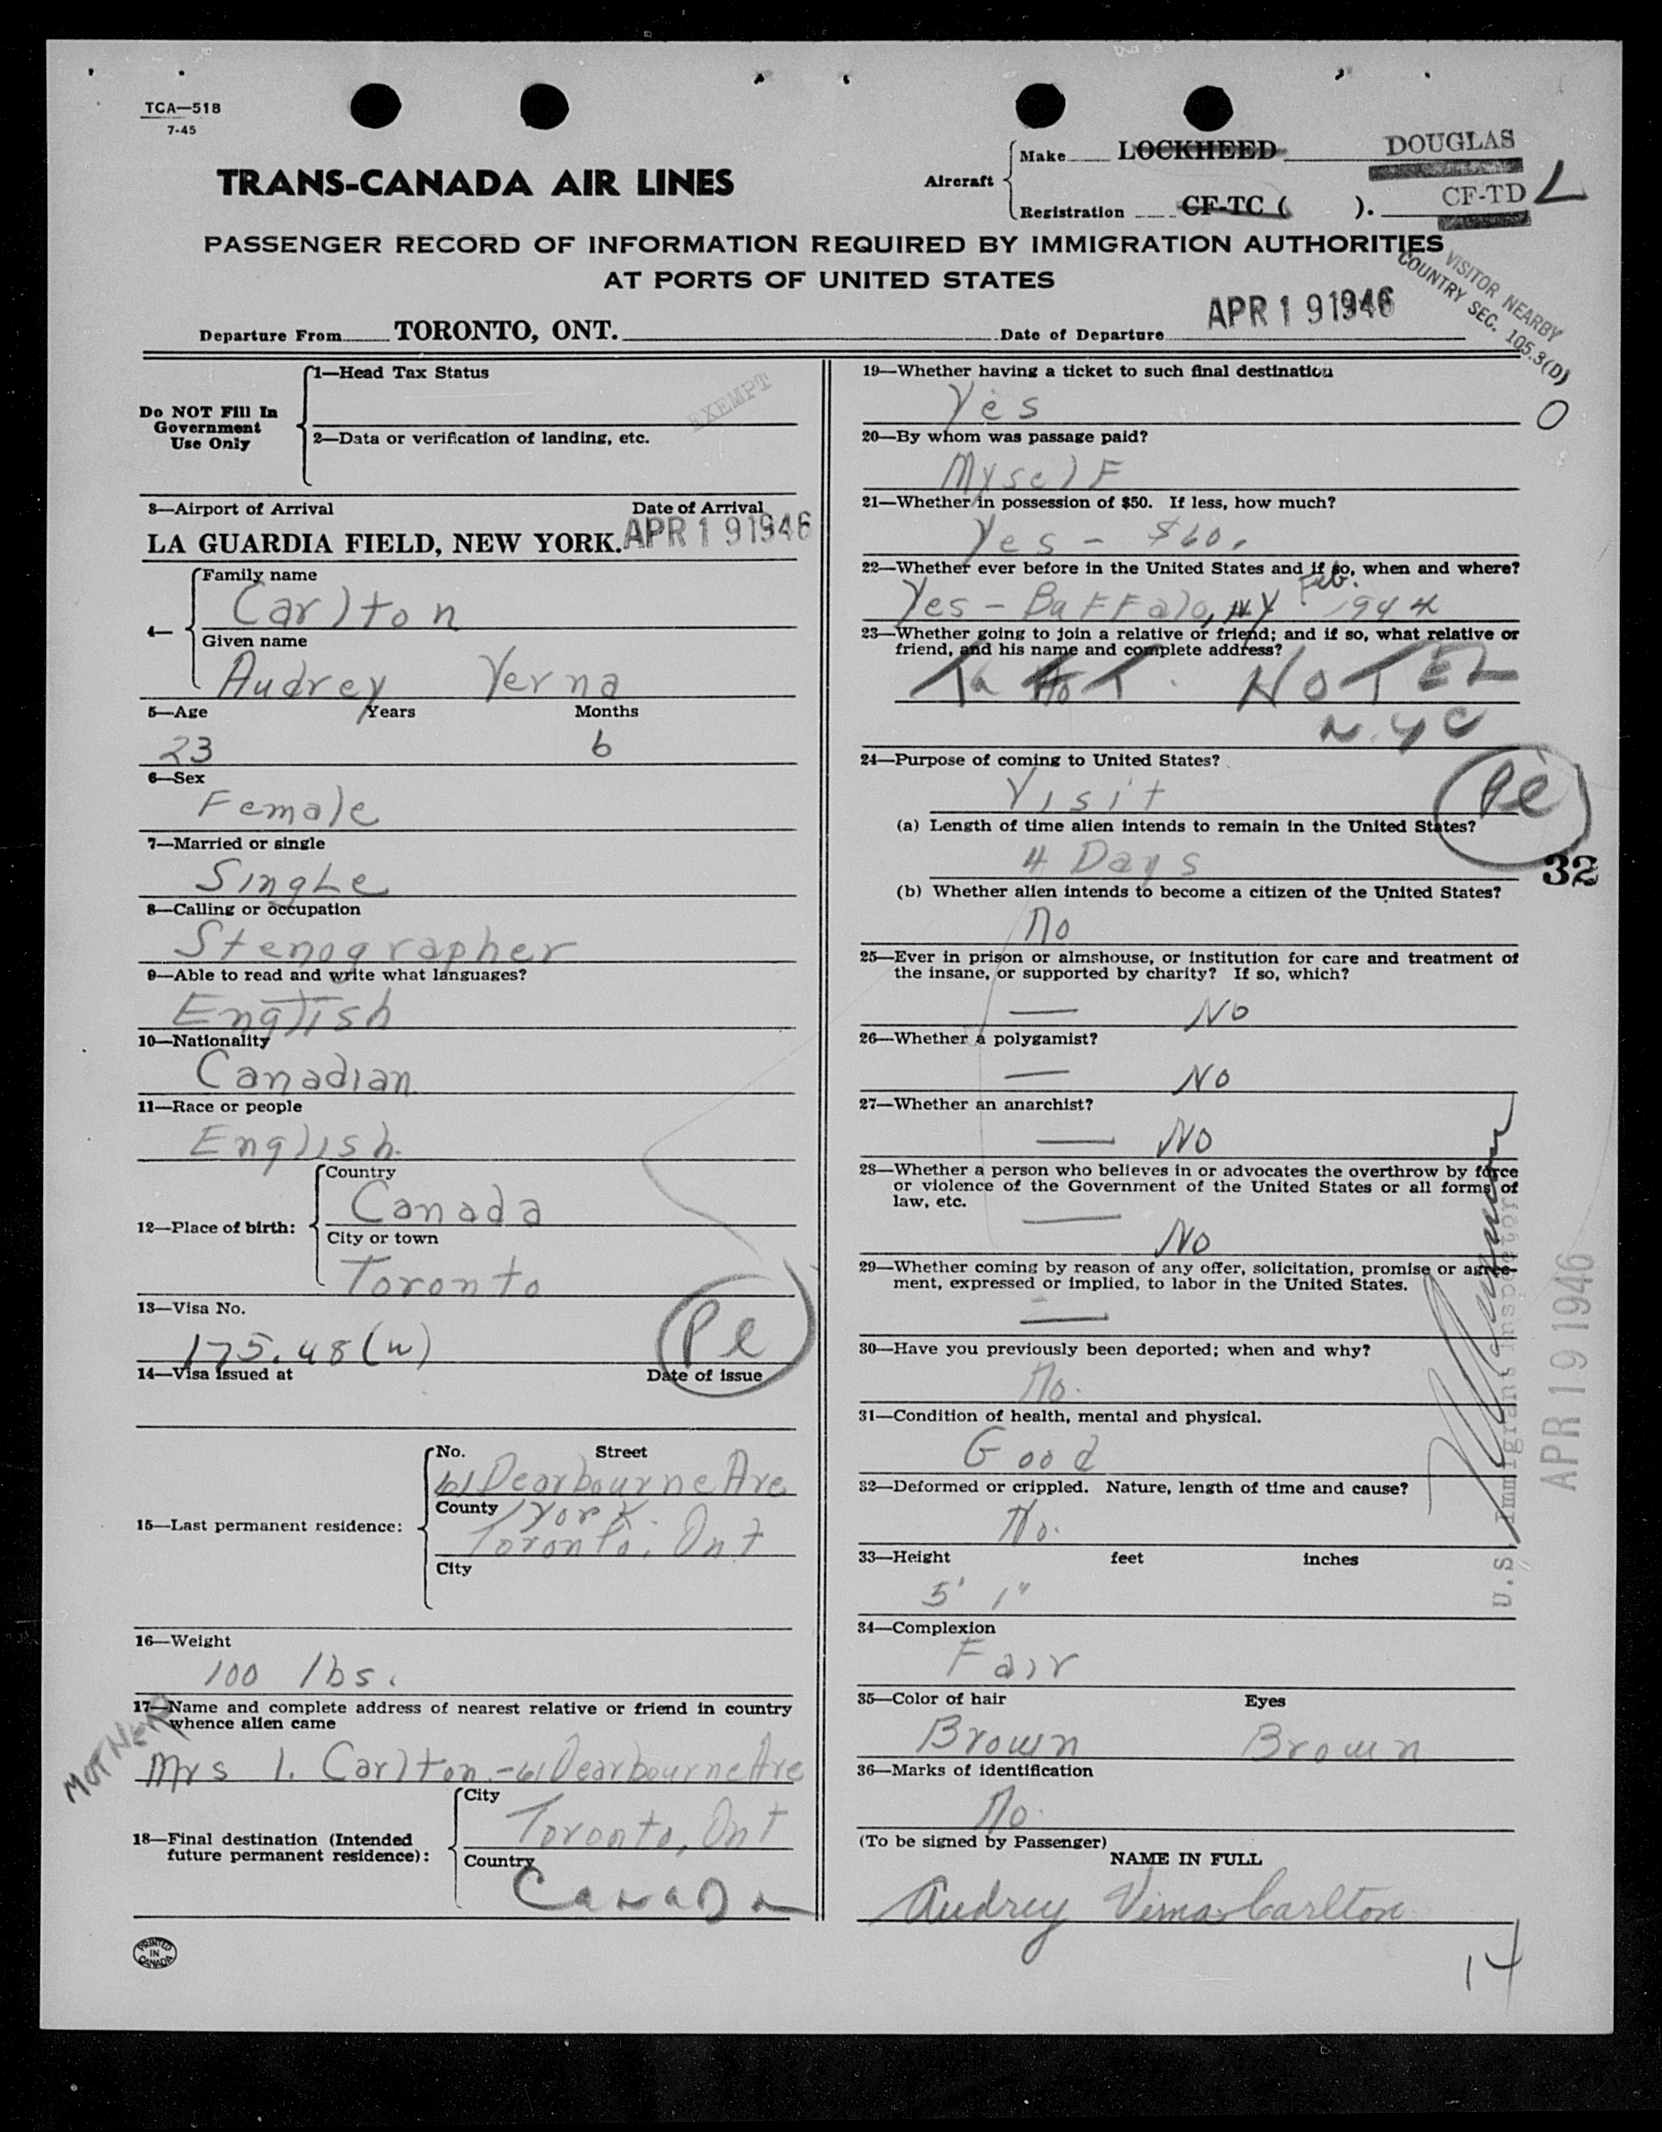 TCA—518
7-45
TRANS-CANADA AIR LINES
Aircraft
Make LOCKHEED DOUGLAS
Registration CF-TC ( ). CF-TD L
PASSENGER RECORD OF INFORMATION REQUIRED BY IMMIGRATION AUTHORITIES
AT PORTS OF UNITED STATES
VISITOR NEARBY
COUNTRY SEC. 105.3(D)
Departure From TORONTO, ONT. Date of Departure APR 19 1946
Do NOT Fill In
Government
Use Only
1—Head Tax Status
EXEMPT
2—Data or verification of landing, etc.
3—Airport of Arrival Date of Arrival
LA GUARDIA FIELD, NEW YORK. APR 19 1946
4—
Family name
Carlton
Given name
Audrey Verna
5—Age Years Months
23 6
6—Sex
Female
7—Married or single
Single
8—Calling or occupation
Stenographer
9—Able to read and write what languages?
English
10—Nationality
Canadian
11—Race or people
English
12—Place of birth:
Country
Canada
City or town
Toronto
13—Visa No.
175.48(w)
Pe
14—Visa issued at Date of issue
15—Last permanent residence:
No. Street
61 Dearbourne Ave
County York
Toronto, Ont
City
16—Weight
100 lbs.
17—Name and complete address of nearest relative or friend in country
whence alien came
MOTHER
Mrs I. Carlton - 61 Dearbourne Ave
18—Final destination (Intended
future permanent residence):
City
Toronto, Ont
Country
Canada
PRINTED
IN
CANADA
19—Whether having a ticket to such final destination
Yes
O
20—By whom was passage paid?
Myself
21—Whether in possession of $50. If less, how much?
Yes - $60.
22—Whether ever before in the United States and if so, when and where?
Yes - Buffalo, NY Feb. 1944
23—Whether going to join a relative or friend; and if so, what relative or
friend, and his name and complete address?
HOTEL
N.Y.C
24—Purpose of coming to United States?
Visit
Pe
(a) Length of time alien intends to remain in the United States?
4 Days
32
(b) Whether alien intends to become a citizen of the United States?
No
25—Ever in prison or almshouse, or institution for care and treatment of
the insane, or supported by charity? If so, which?
— No
26—Whether a polygamist?
— No
27—Whether an anarchist?
— No
28—Whether a person who believes in or advocates the overthrow by force
or violence of the Government of the United States or all forms of
law, etc.
— No
29—Whether coming by reason of any offer, solicitation, promise or agree-
ment, expressed or implied, to labor in the United States.
—
30—Have you previously been deported; when and why?
No.
31—Condition of health, mental and physical.
Good
32—Deformed or crippled. Nature, length of time and cause?
No.
33—Height feet inches
5' 1"
34—Complexion
Fair
35—Color of hair Eyes
Brown Brown
36—Marks of identification
No.
(To be signed by Passenger)
NAME IN FULL
Audrey Verna Carlton
U.S. Immigrant Inspector
APR 19 1946
14